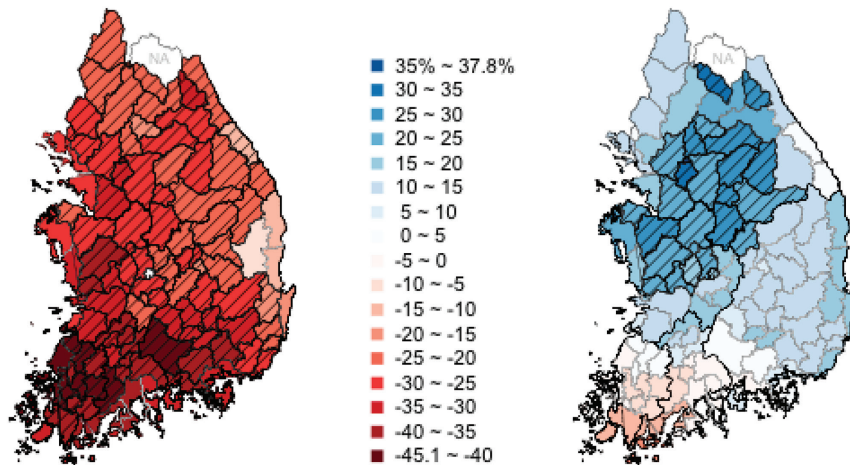 NA
NA
35% ~ 37.8%
30 ~ 35
25 ~ 30
20 ~ 25
15 ~ 20
10 ~ 15
5 ~ 10
0 ~ 5
-5 ~ 0
-10 ~ -5
-15 ~ -10
-20 ~ -15
-25 ~ -20
-30 ~ -25
-35 ~ -30
-40 ~ -35
-45.1 ~ -40